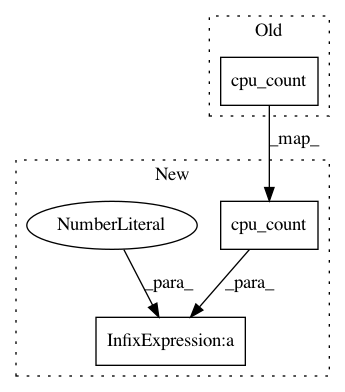 Old
cpu_count
_map_
New
NumberLiteral
cpu_count
_para_
_para_
InfixExpression:a